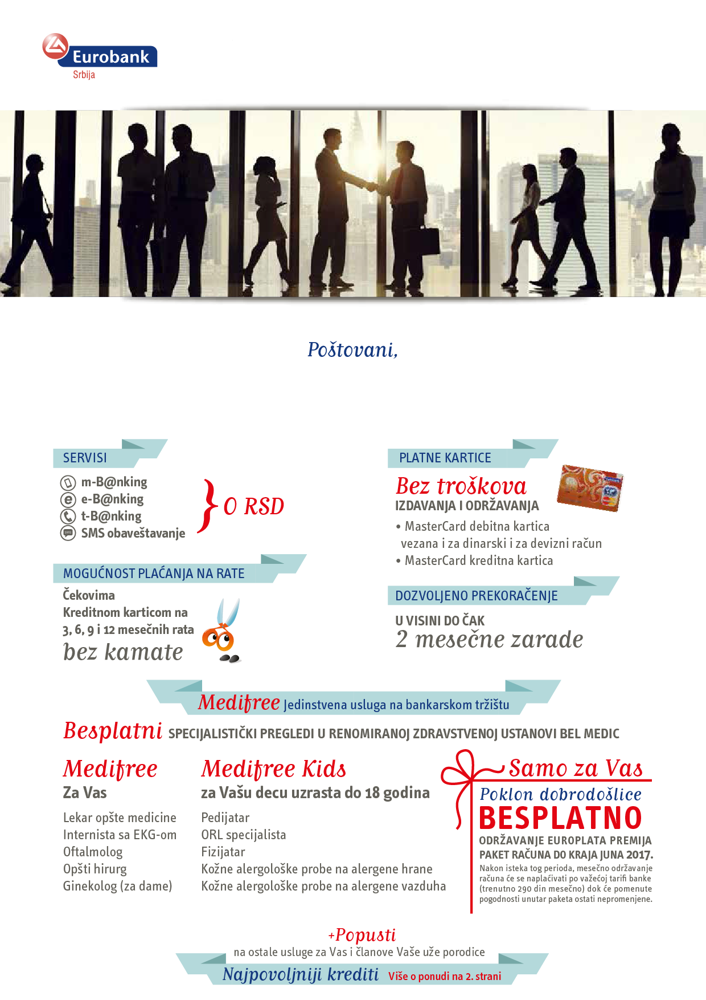 Eurobank
Srbija
Poštovani,
SERVISI
m-B@nking
e-B@nking
t-B@nking
SMS obaveštavanje
0 RSD
MOGUĆNOST PLAĆANJA NA RATE
Čekovima
Kreditnom karticom na
3, 6, 9 i 12 mesečnih rata
bez kamate
PLATNE KARTICE
Bez troškova
IZDAVANJA I ODRŽAVANJA
• MasterCard debitna kartica
vezana i za dinarski i za devizni račun
• MasterCard kreditna kartica
DOZVOLJENO PREKORAČENJE
U VISINI DO ČAK
2 mesečne zarade
Medifree Jedinstvena usluga na bankarskom tržištu
Besplatni SPECIJALISTIČKI PREGLEDI U RENOMIRANOJ ZDRAVSTVENOJ USTANOVI BEL MEDIC
Medifree
Za Vas
Lekar opšte medicine
Internista sa EKG-om
Oftalmolog
Opšti hirurg
Ginekolog (za dame)
Medifree Kids
za Vašu decu uzrasta do 18 godina
Pedijatar
ORL specijalista
Fizijatar
Kožne alergološke probe na alergene hrane
Kožne alergološke probe na alergene vazduha
Samo za Vas
Poklon dobrodošlice
BESPLATNO
ODRŽAVANJE EUROPLATA PREMIJA
PAKET RAČUNA DO KRAJA JUNA 2017.
Nakon isteka tog perioda, mesečno održavanje
računa će se naplaćivati po važećoj tarifi banke
(trenutno 290 din mesečno) dok će pomenute
pogodnosti unutar paketa ostati nepromenjene.
+Popusti
na ostale usluge za Vas i članove Vaše uže porodice
Najpovoljniji krediti Više o ponudi na 2. strani